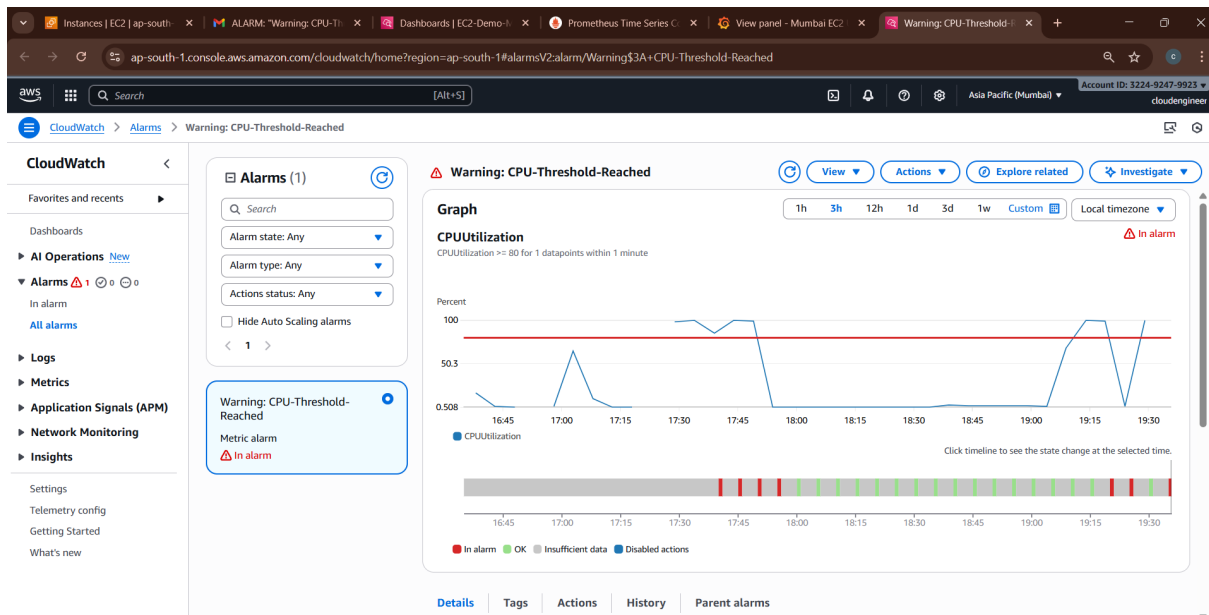 Instances | EC2 | ap-south-
ALARM: "Warning: CPU-Th
Dashboards | EC2-Demo-M
Prometheus Time Series Co
View panel - Mumbai EC2
Warning: CPU-Threshold-R
ap-south-1.console.aws.amazon.com/cloudwatch/home?region=ap-south-1#alarmsV2:alarm/Warning$3A+CPU-Threshold-Reached
c
aws
Search
[Alt+S]
Asia Pacific (Mumbai)
Account ID: 3224-9247-9923
cloudengineer
CloudWatch > Alarms > Warning: CPU-Threshold-Reached
CloudWatch
Favorites and recents
Dashboards
AI Operations New
Alarms 1 0 0
In alarm
All alarms
Logs
Metrics
Application Signals (APM)
Network Monitoring
Insights
Settings
Telemetry config
Getting Started
What's new
Alarms (1)
Search
Alarm state: Any
Alarm type: Any
Actions status: Any
Hide Auto Scaling alarms
< 1 >
Warning: CPU-Threshold-
Reached
Metric alarm
In alarm
Warning: CPU-Threshold-Reached
View
Actions
Explore related
Investigate
Graph
1h 3h 12h 1d 3d 1w Custom
Local timezone
CPUUtilization
In alarm
CPUUtilization >= 80 for 1 datapoints within 1 minute
Percent
100
50.3
0.508
16:45 17:00 17:15 17:30 17:45 18:00 18:15 18:30 18:45 19:00 19:15 19:30
CPUUtilization
Click timeline to see the state change at the selected time.
16:45 17:00 17:15 17:30 17:45 18:00 18:15 18:30 18:45 19:00 19:15 19:30
In alarm OK Insufficient data Disabled actions
Details Tags Actions History Parent alarms